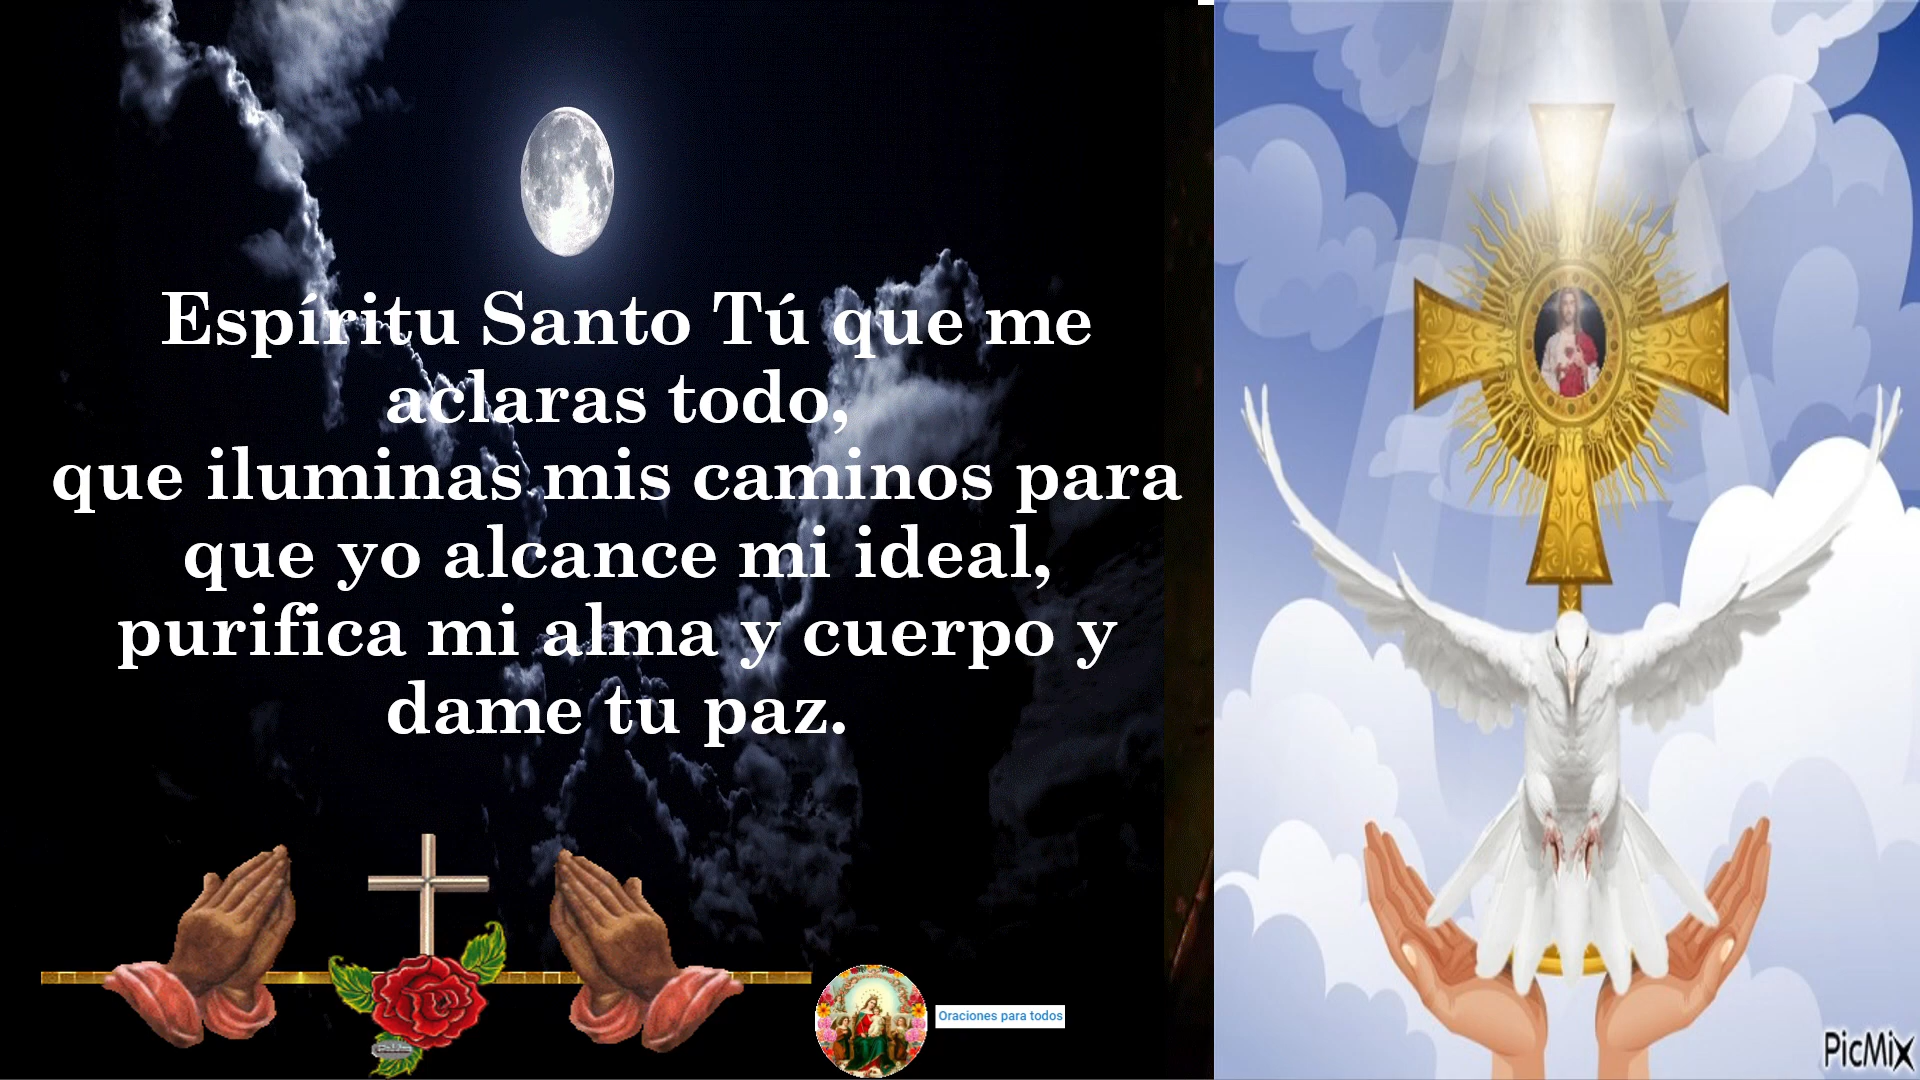 Espíritu Santo Tú que me
aclaras todo,
que iluminas mis caminos para
que yo alcance mi ideal,
purifica mi alma y cuerpo y
dame tu paz.
Oraciones para todos
PicMix